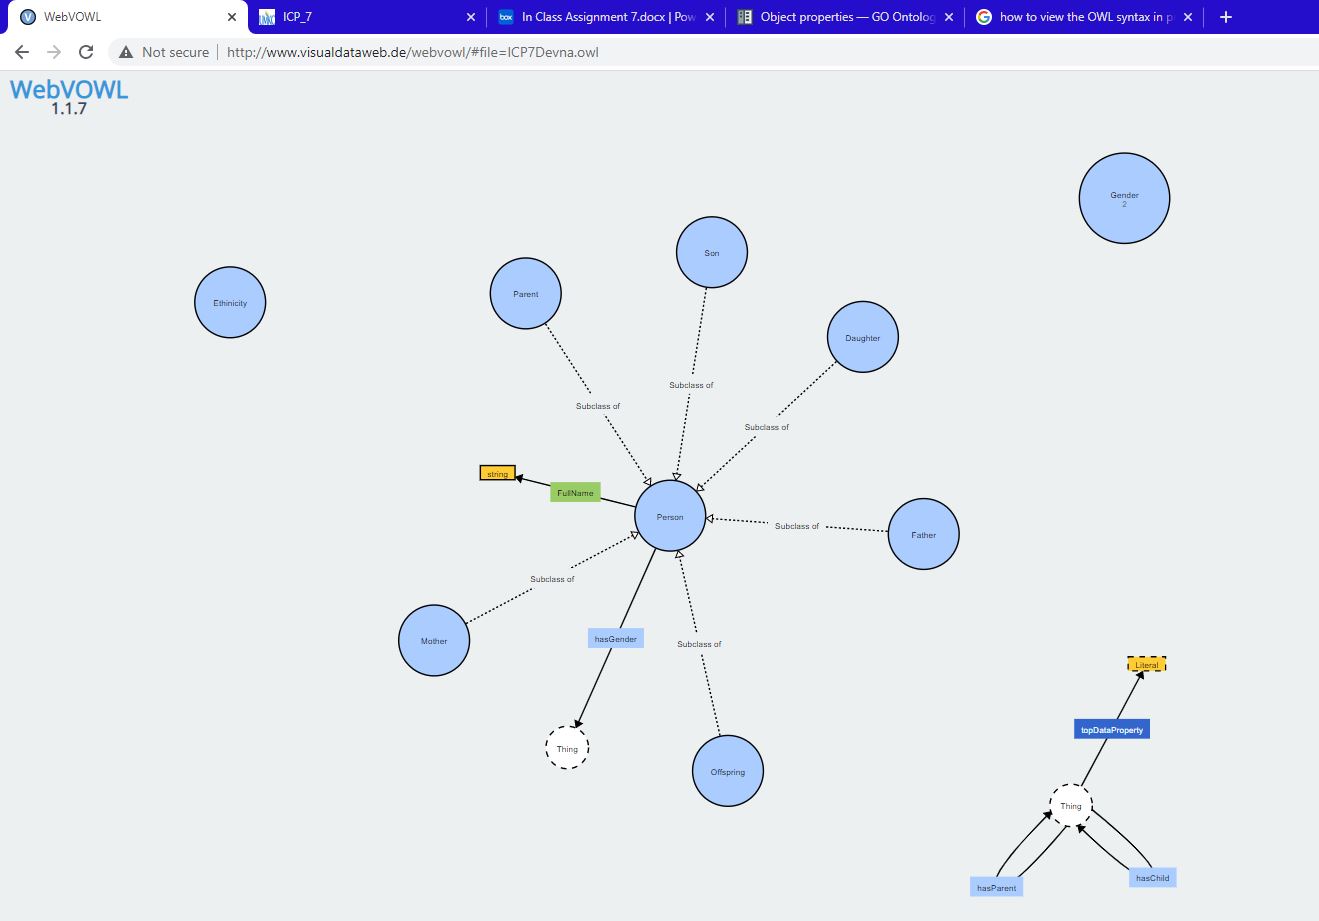 WebVOWL
ICP_7
In Class Assignment 7.docx | Pow
Object properties — GO Ontolog
how to view the OWL syntax in p
Not secure
http://www.visualdataweb.de/webvowl/#file=ICP7Devna.owl
WebVOWL
1.1.7
Gender
2
Son
Parent
Ethinicity
Daughter
Subclass of
Subclass of
Subclass of
string
FullName
Person
Subclass of
Father
Subclass of
Mother
hasGender
Subclass of
Literal
topDataProperty
Thing
Offspring
Thing
hasChild
hasParent